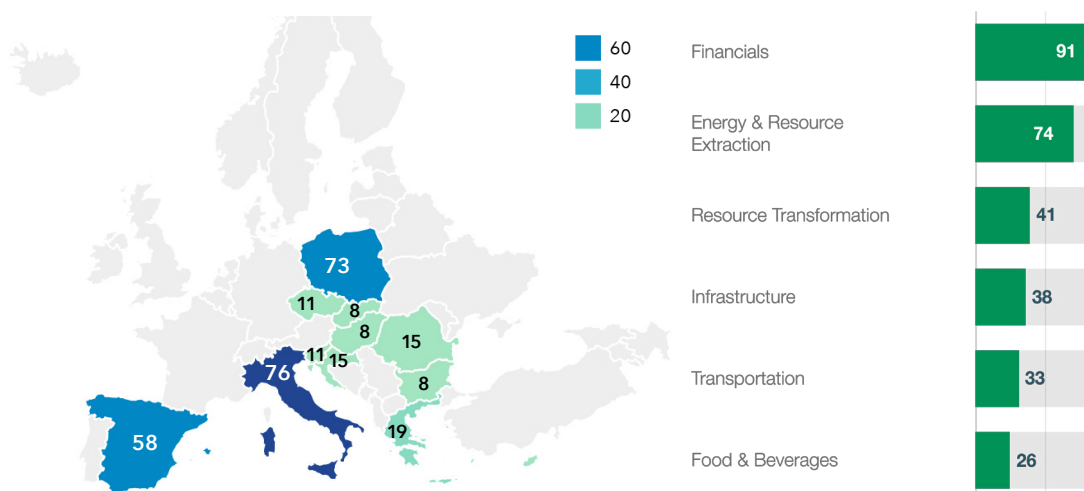 60
40
20
73
11
8
8
15
11
15
76
8
19
58
Financials
91
Energy & Resource
Extraction
74
Resource Transformation
41
Infrastructure
38
Transportation
33
Food & Beverages
26